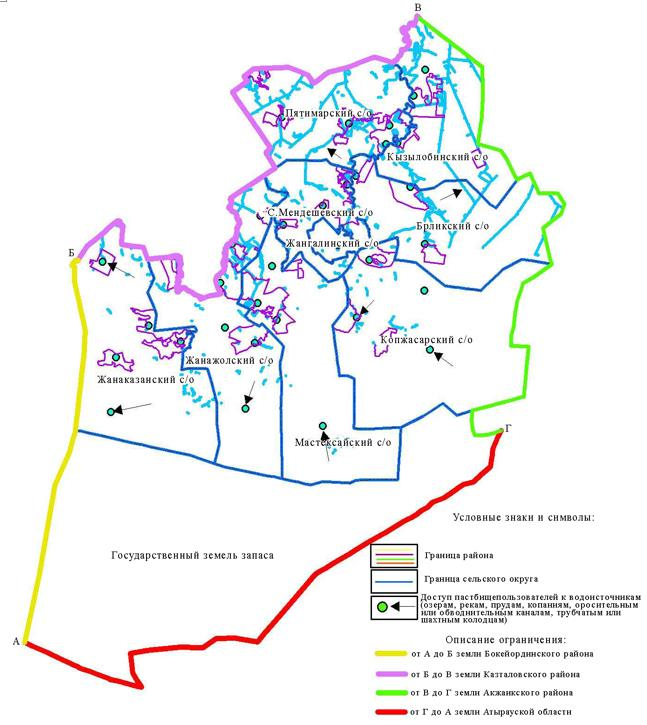 В
Пятимарский с/о
Кызылобинский с/о
С.Мендешевский с/о
Брликский с/о
Жангалинский с/о
Б
Копжасарский с/о
Жанажолский с/о
Жанаказанский с/о
Г
Мастексайский с/о
Условные знаки и символы:
Государственный земель запаса
Граница района
Граница сельского округа
Доступ пастбищепользователей к водоисточникам
(озерам, рекам, прудам, копаниям, оросительным
или обводнительным каналам, трубчатым или
шахтным колодцам)
Описание ограничения:
А
от А до Б земли Бокейординского района
от Б до В земли Казталовского района
от В до Г земли Акжаикского района
от Г до А земли Атырауской области